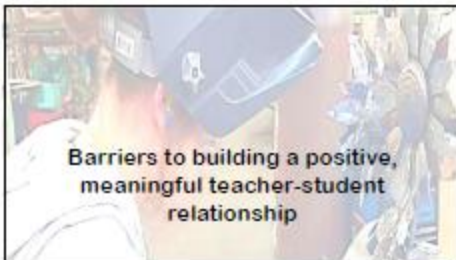 Barriers to building a positive,
meaningful teacher-student
relationship